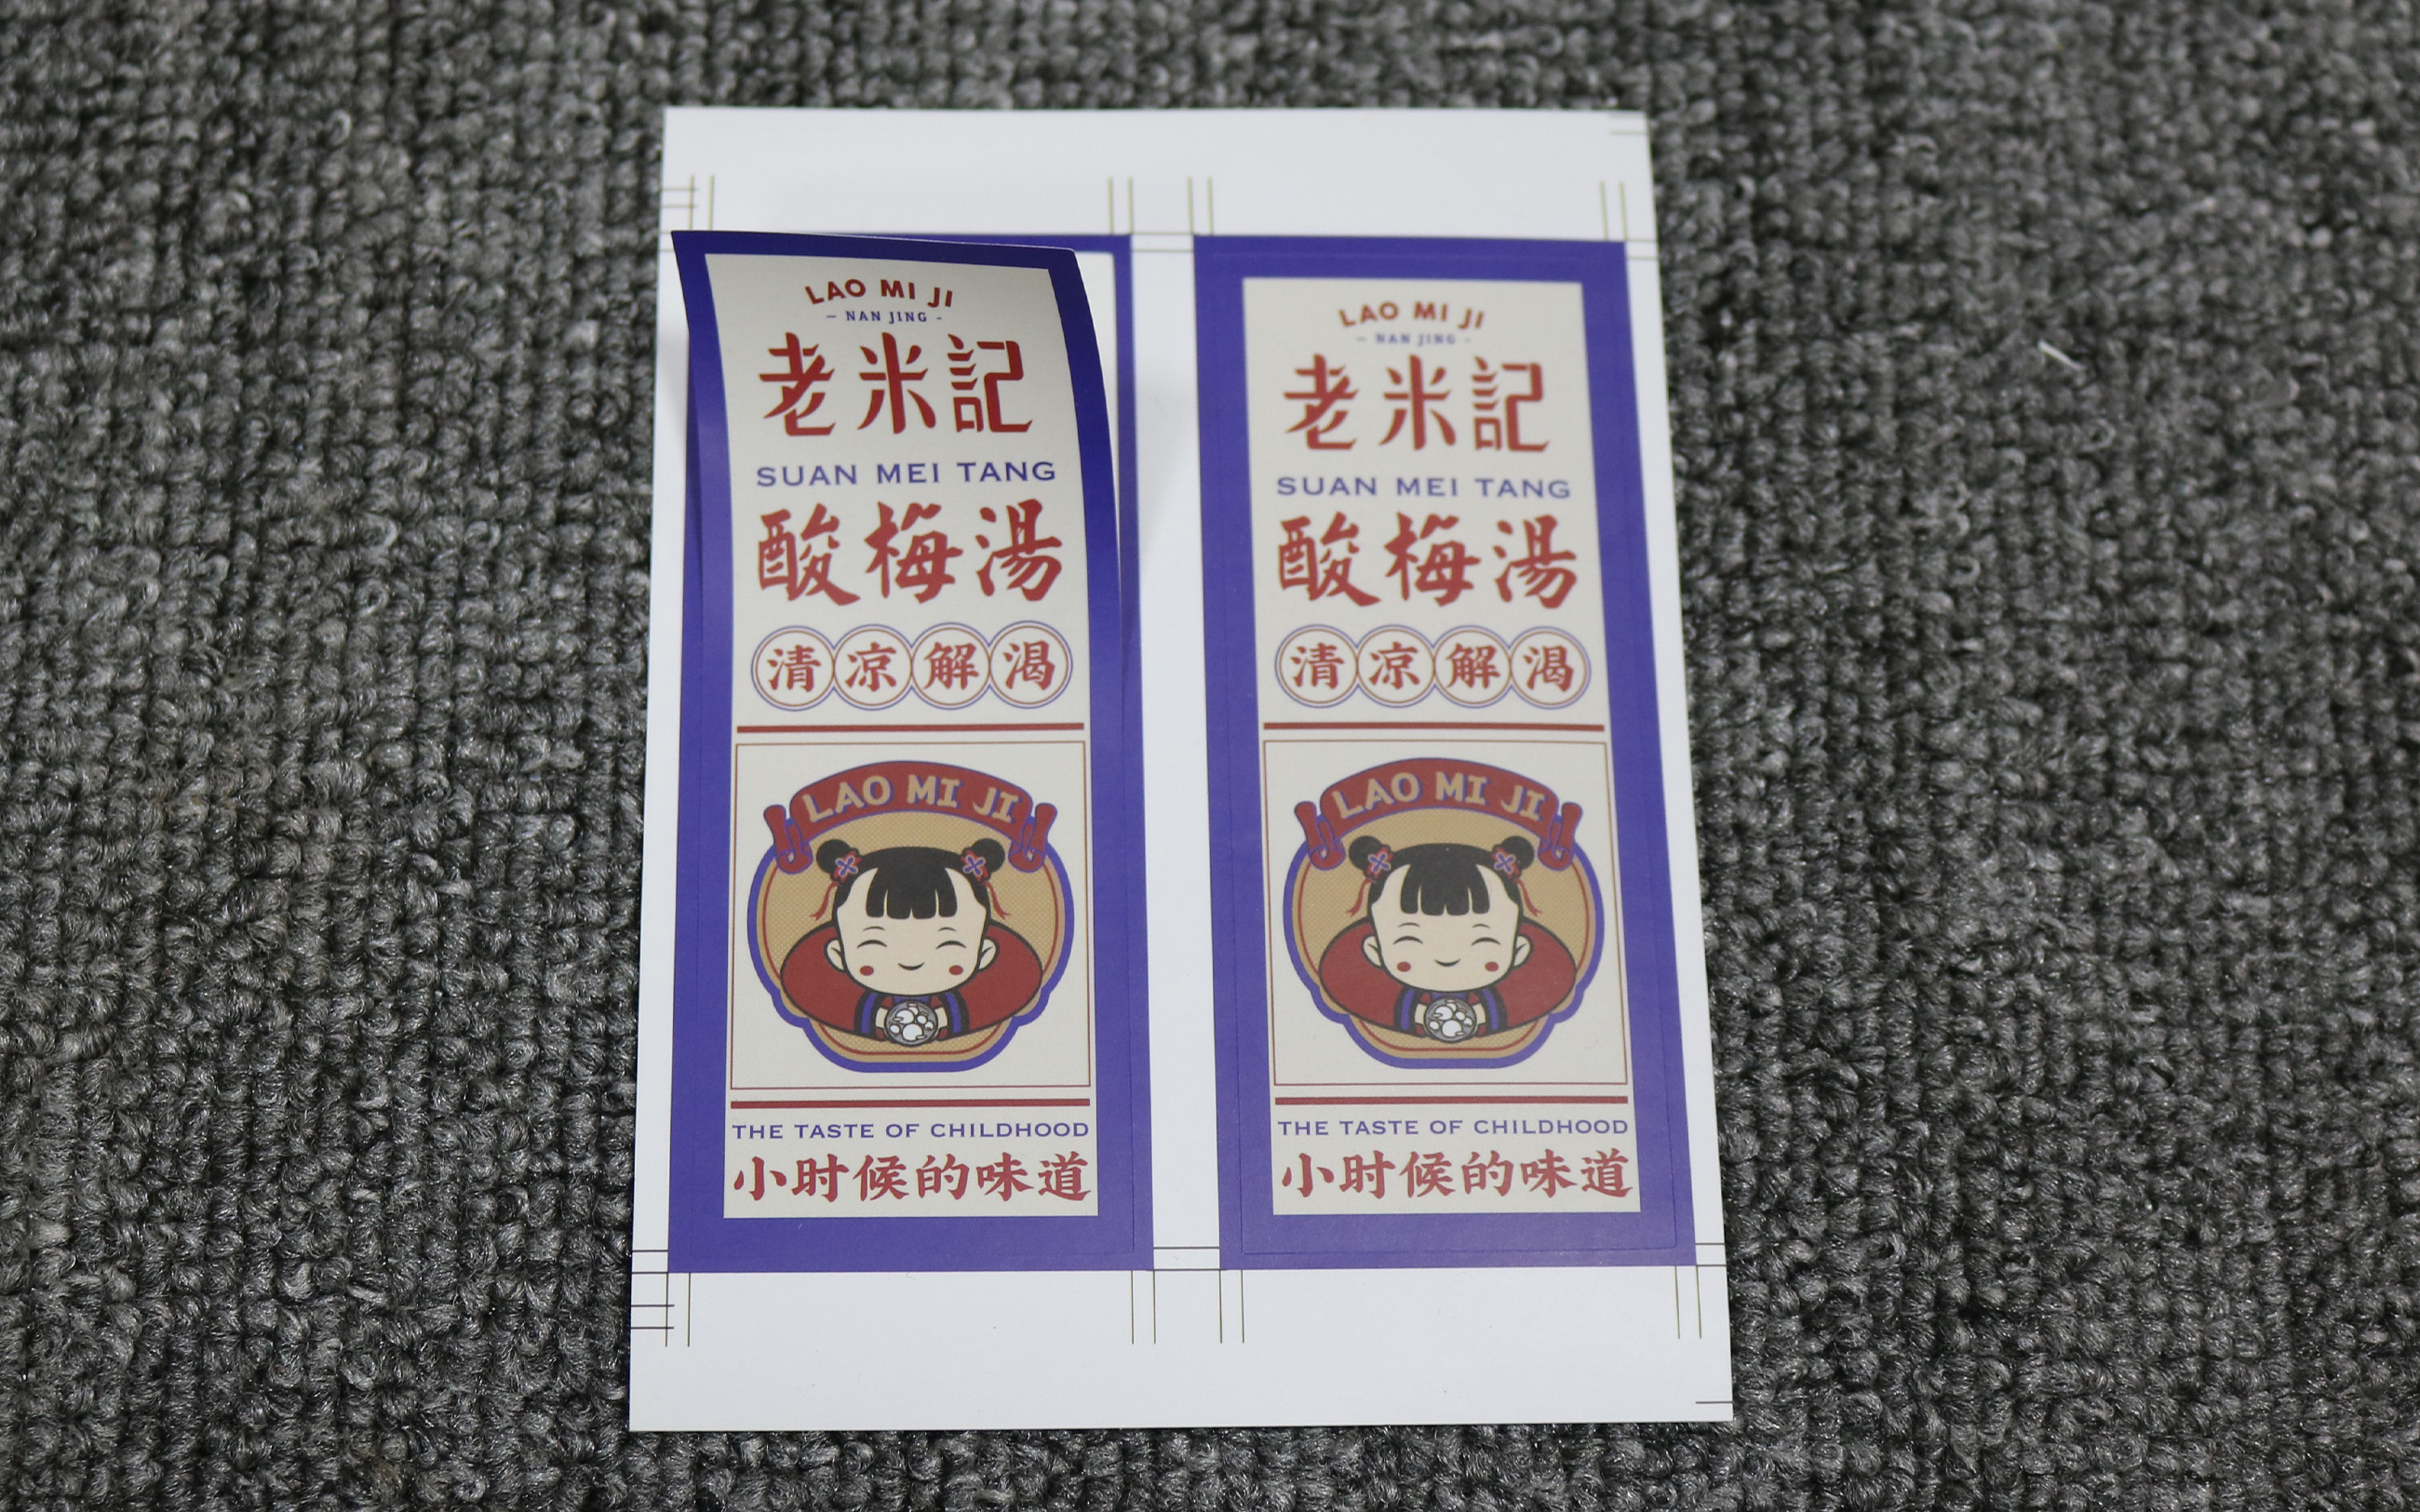 LAO MI JI
– NAN JING -
老米記
SUAN MEI TANG
酸梅湯
清凉解渴
LAO MI JI
THE TASTE OF CHILDHOOD
小时候的味道
LAO MI JI
– NAN JING -
老米記
SUAN MEI TANG
酸梅湯
清凉解渴
LAO MI JI
THE TASTE OF CHILDHOOD
小时候的味道